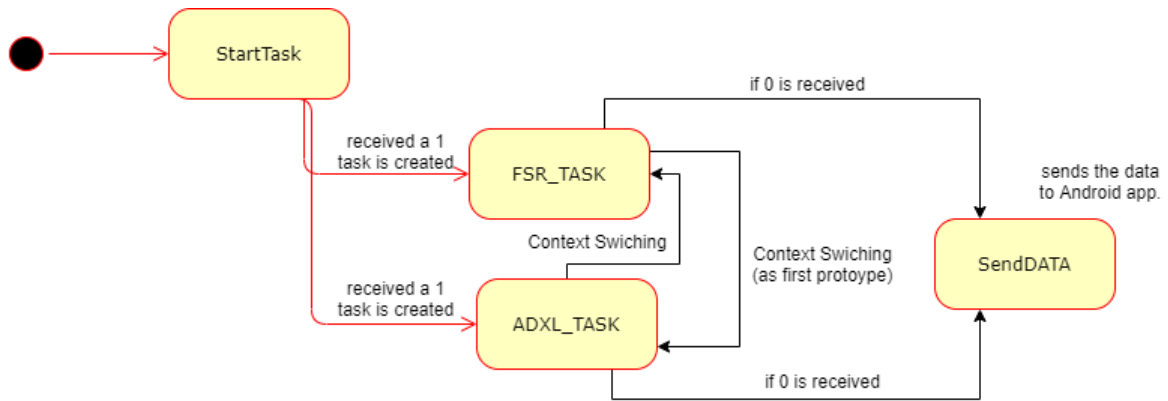 StartTask
if 0 is received
received a 1
task is created
FSR_TASK
sends the data
to Android app.
Context Swiching
Context Swiching
(as first protoype)
SendDATA
received a 1
task is created
ADXL_TASK
if 0 is received